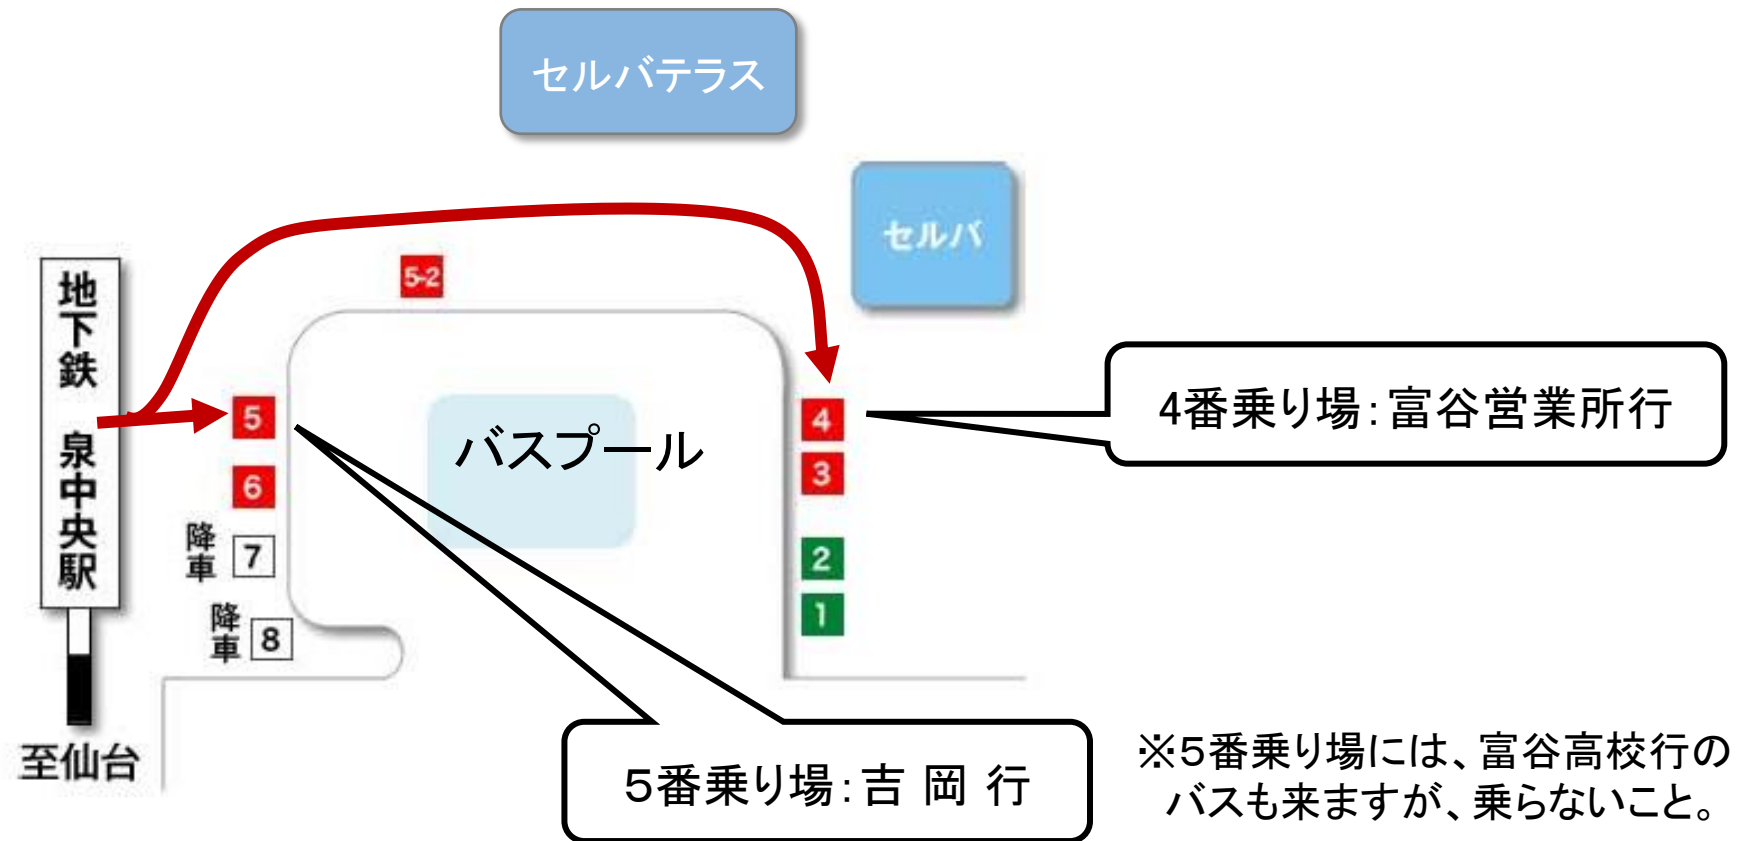 セルバテラス
セルバ
5-2
地下鉄 泉中央駅
至仙台
5
6
降車
7
降車
8
バスプール
4
3
2
1
4番乗り場:富谷営業所行
5番乗り場:吉 岡 行
※5番乗り場には、富谷高校行の
バスも来ますが、乗らないこと。